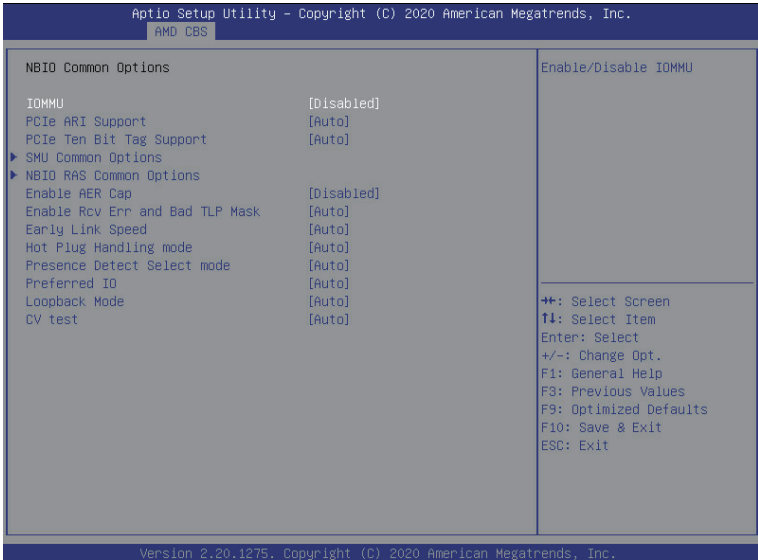 Aptio Setup Utility – Copyright (C) 2020 American Megatrends, Inc.
AMD CBS
NBIO Common Options
IOMMU [Disabled]
PCIe ARI Support [Auto]
PCIe Ten Bit Tag Support [Auto]
SMU Common Options
NBIO RAS Common Options
Enable AER Cap [Disabled]
Enable Rcv Err and Bad TLP Mask [Auto]
Early Link Speed [Auto]
Hot Plug Handling mode [Auto]
Presence Detect Select mode [Auto]
Preferred IO [Auto]
Loopback Mode [Auto]
CV test [Auto]
Enable/Disable IOMMU
→←: Select Screen
↑↓: Select Item
Enter: Select
+/-: Change Opt.
F1: General Help
F3: Previous Values
F9: Optimized Defaults
F10: Save & Exit
ESC: Exit
Version 2.20.1275. Copyright (C) 2020 American Megatrends, Inc.